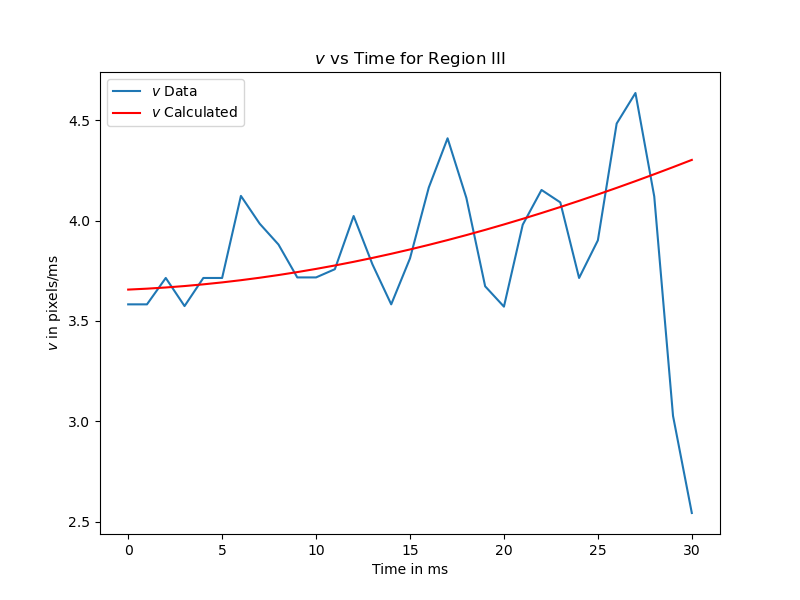 v vs Time for Region III
v Data
v Calculated
4.5
4.0
3.5
3.0
2.5
v in pixels/ms
0 5 10 15 20 25 30
Time in ms